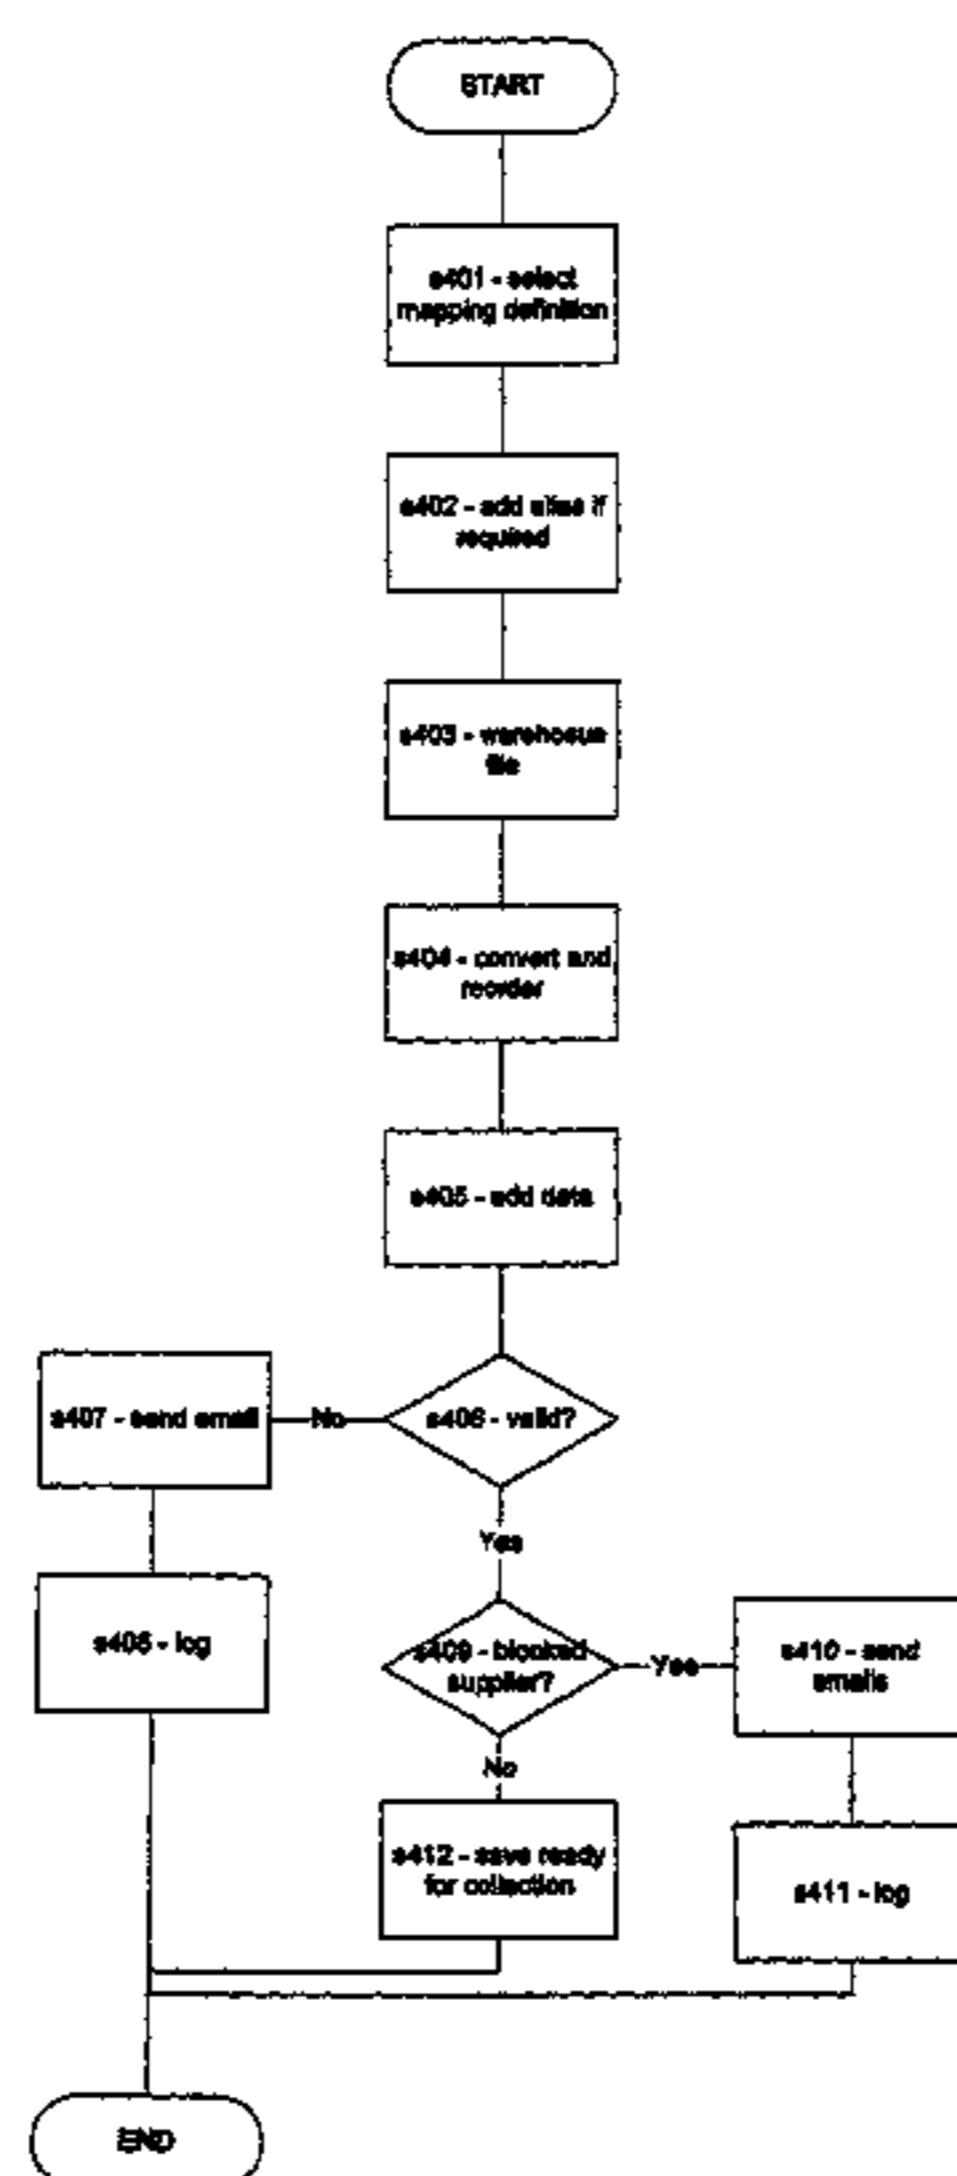 START
s401 - select
mapping definition
s402 - add alias if
required
s403 - warehosue
file
s404 - convert and
reorder
s405 - add data
s406 - valid?
No
s407 - send email
Yes
s408 - log
s409 - blocked
supplier?
Yes
s410 - send
emails
No
s412 - save ready
for collection
s411 - log
END